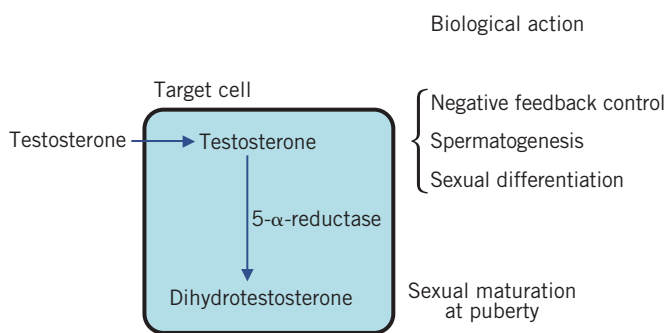 Biological action
Target cell
Negative feedback control
Testosterone
Testosterone
Spermatogenesis
Sexual differentiation
5-α-reductase
Dihydrotestosterone
Sexual maturation
at puberty